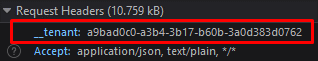 Request Headers (10.759 kB)
__tenant: a9bad0c0-a3b4-3b17-b60b-3a0d383d0762
? Accept: application/json, text/plain, */*